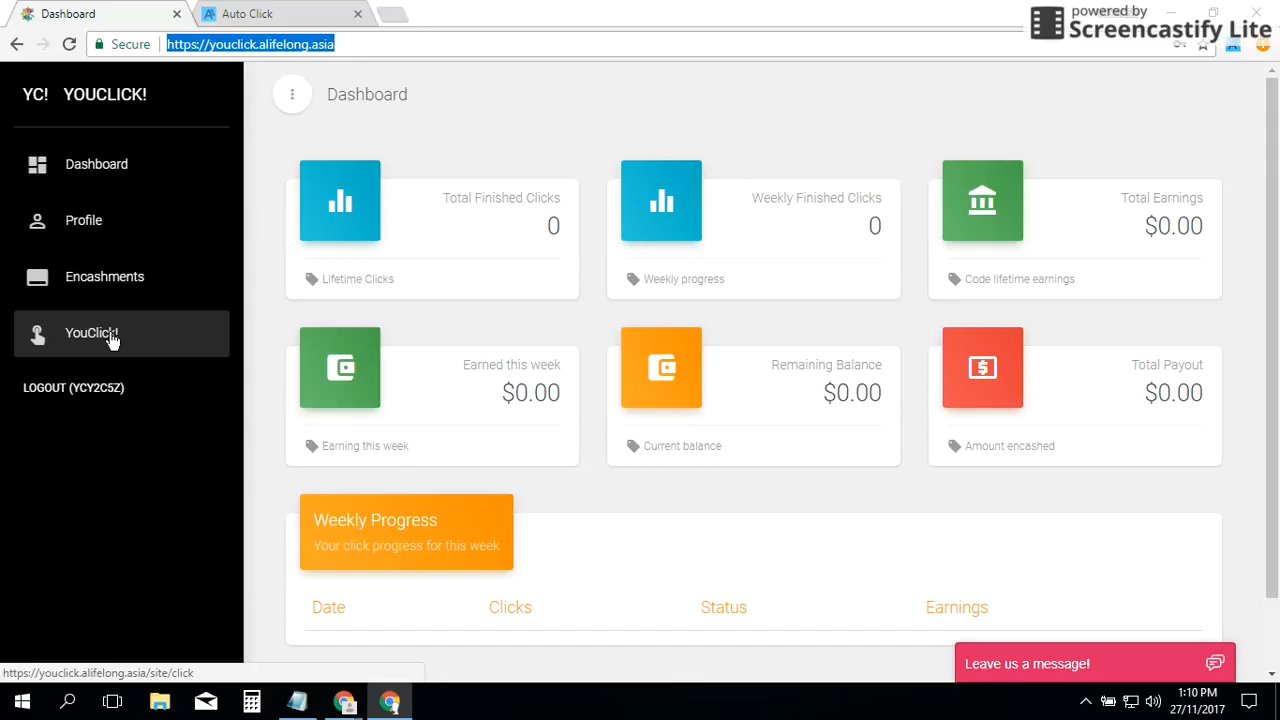 Dashboard
Auto Click
powered by
Screencastify Lite
Secure
https://youclick.alifelong.asia
YC! YOUCLICK!
Dashboard
Profile
Encashments
YouClick!
LOGOUT (YCY2C5Z)
Dashboard
Total Finished Clicks
0
Lifetime Clicks
Weekly Finished Clicks
0
Weekly progress
Total Earnings
$0.00
Code lifetime earnings
Earned this week
$0.00
Earning this week
Remaining Balance
$0.00
Current balance
Total Payout
$0.00
Amount encashed
Weekly Progress
Your click progress for this week
Date Clicks Status Earnings
Leave us a message!
https://youclick.alifelong.asia/site/click
1:10 PM
27/11/2017